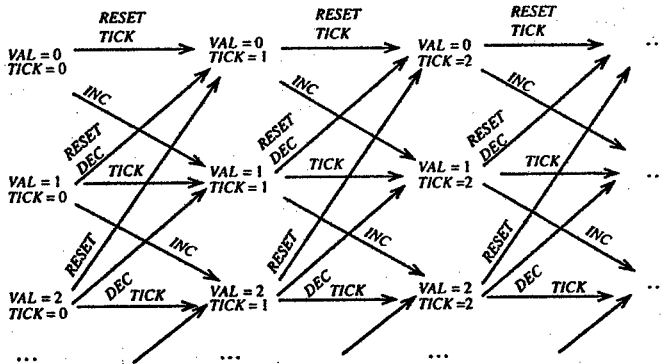 RESET
TICK
RESET
TICK
RESET
TICK
VAL = 0
TICK = 0
VAL = 0
TICK = 1
VAL = 0
TICK =2
...
INC
INC
INC
RESET
DEC
RESET
DEC
RESET
DEC
TICK
TICK
TICK
VAL = 1
TICK = 0
VAL = 1
TICK = 1
VAL = 1
TICK =2
...
RESET
INC
RESET
INC
RESET
INC
DEC
TICK
DEC
TICK
DEC
TICK
VAL = 2
TICK = 0
VAL = 2
TICK = 1
VAL = 2
TICK =2
...
...
...
...